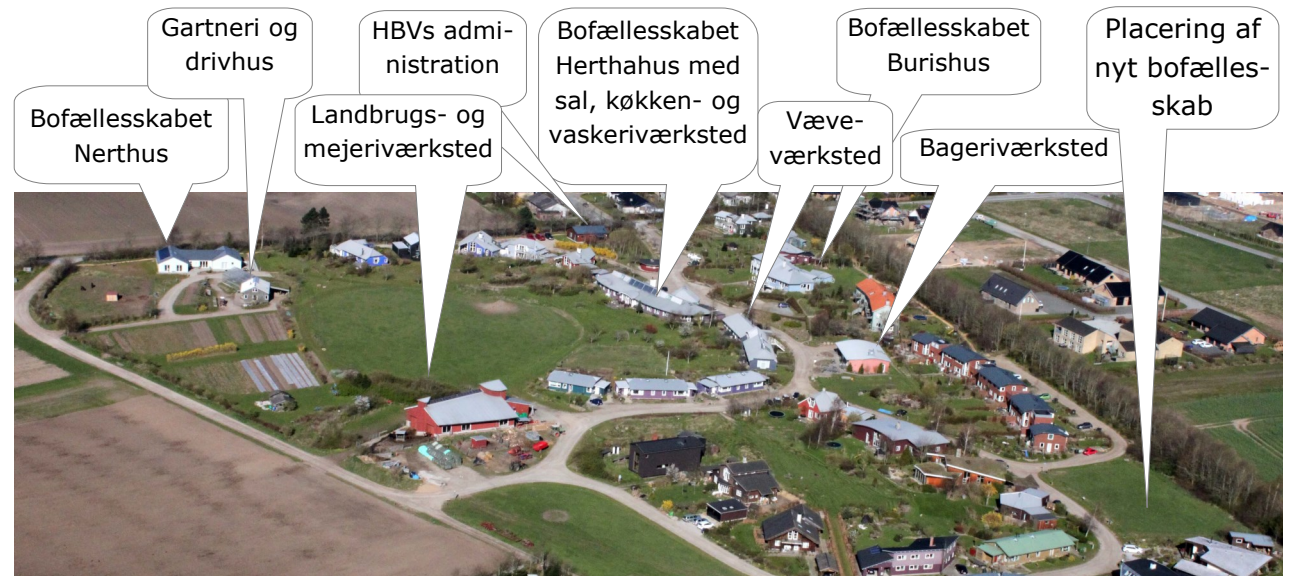 Bofællesskabet
Nerthus
Gartneri og
drivhus
Landbrugs- og
mejeriværksted
HBVs admi-
nistration
Bofællesskabet
Herthahus med
sal, køkken- og
vaskeriværksted
Væve-
værksted
Bofællesskabet
Burishus
Bageriværksted
Placering af
nyt bofælles-
skab